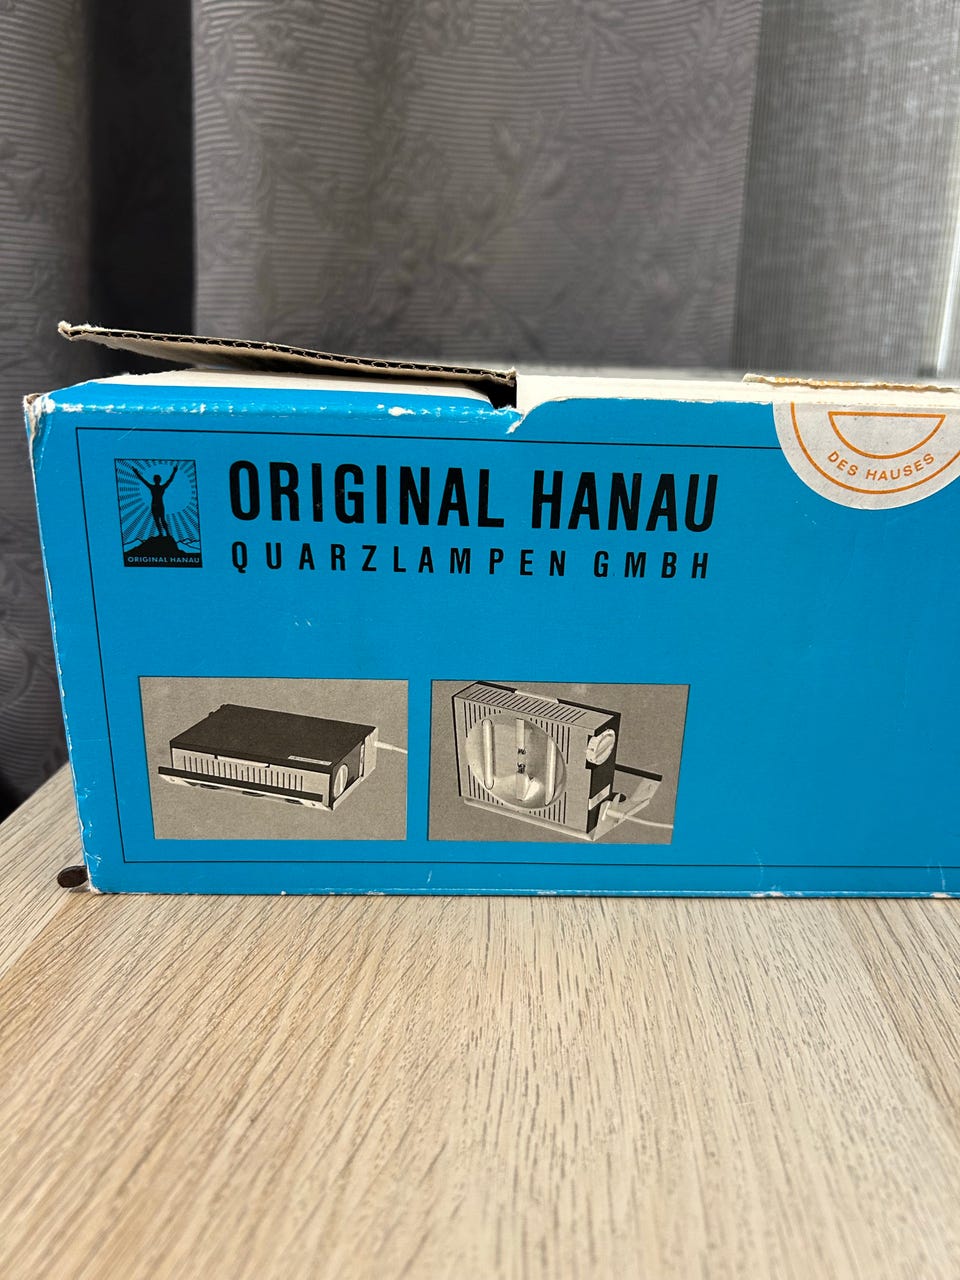 ORIGINAL HANAU
QUARZLAMPEN GMBH
ORIGINAL HANAU
DES HAUSES